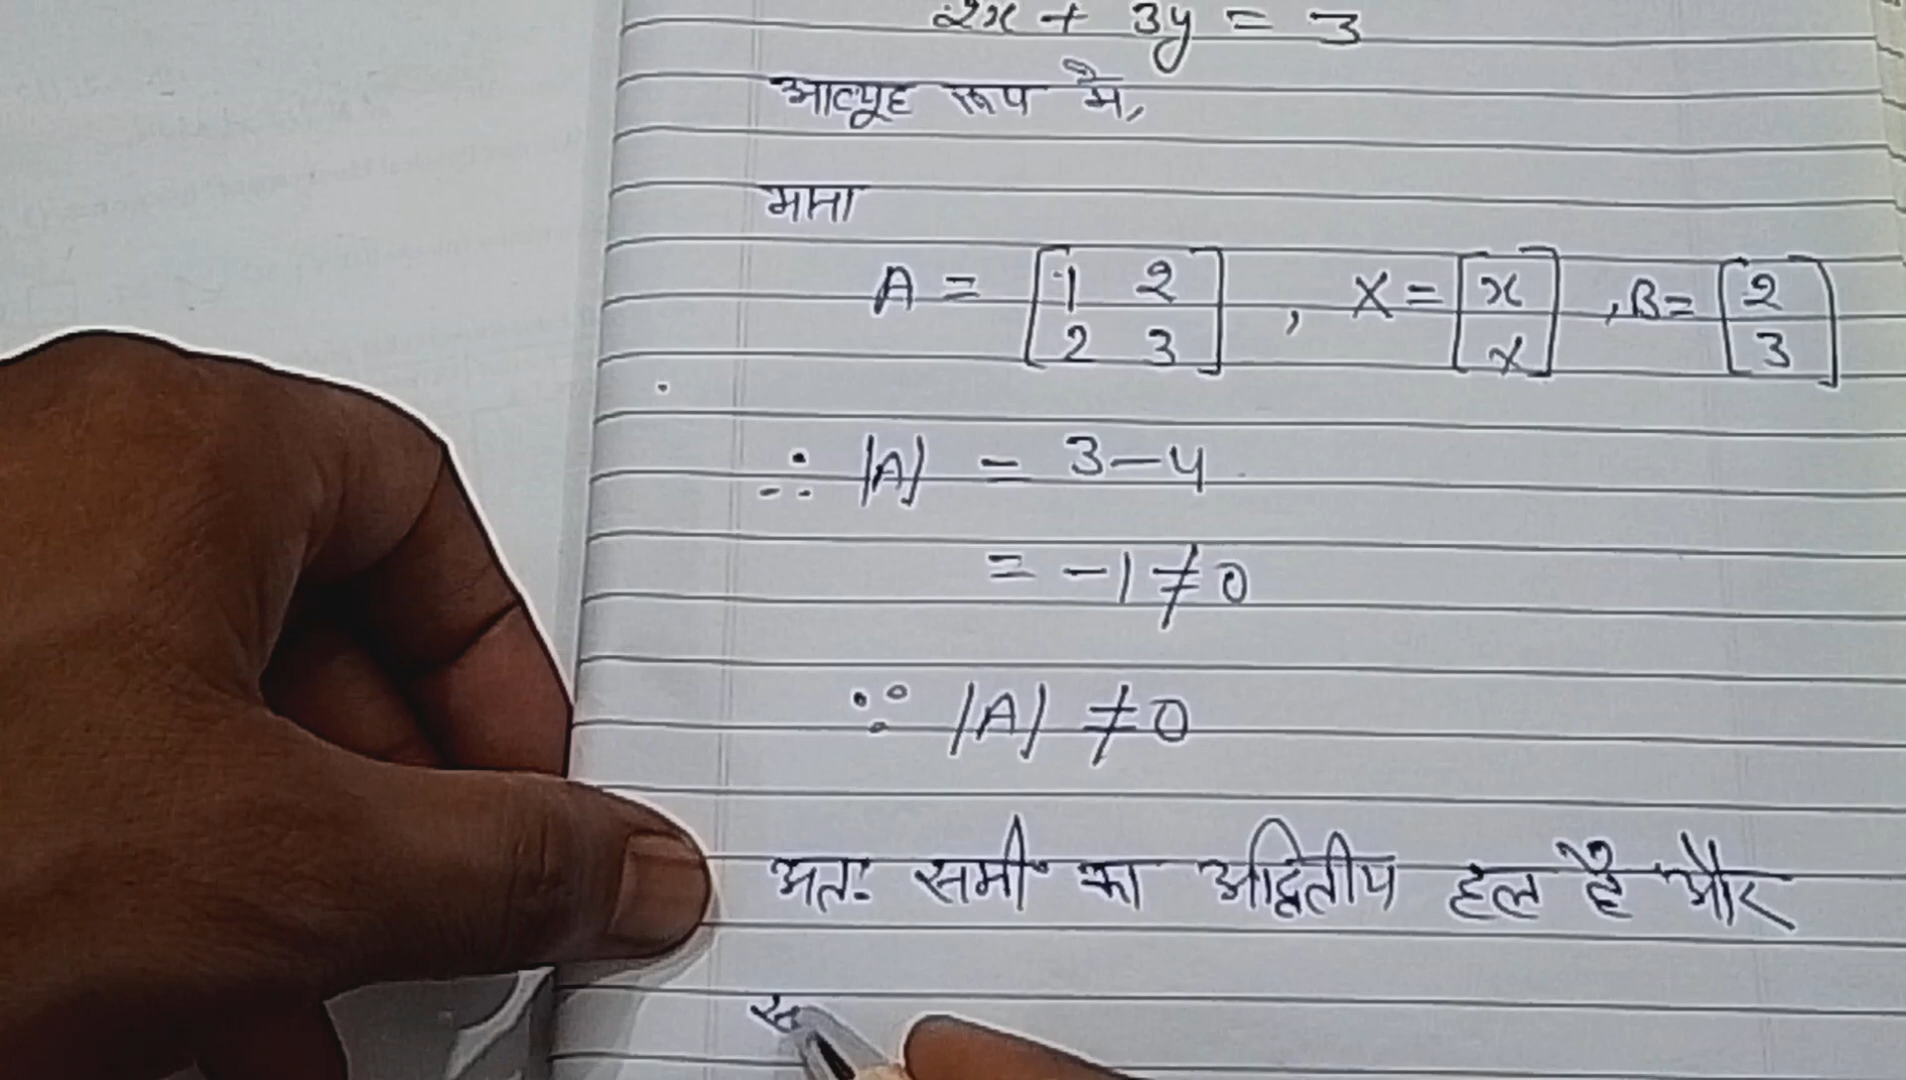 2x + 3y = 3
आव्यूह रूप में,
माना
A = [1 2 2 3], X = [x x], B = [2 3]
∴ |A| = 3-4
= -1 ≠ 0
∵ |A| ≠ 0
अतः समी० का अद्वितीय हल है और